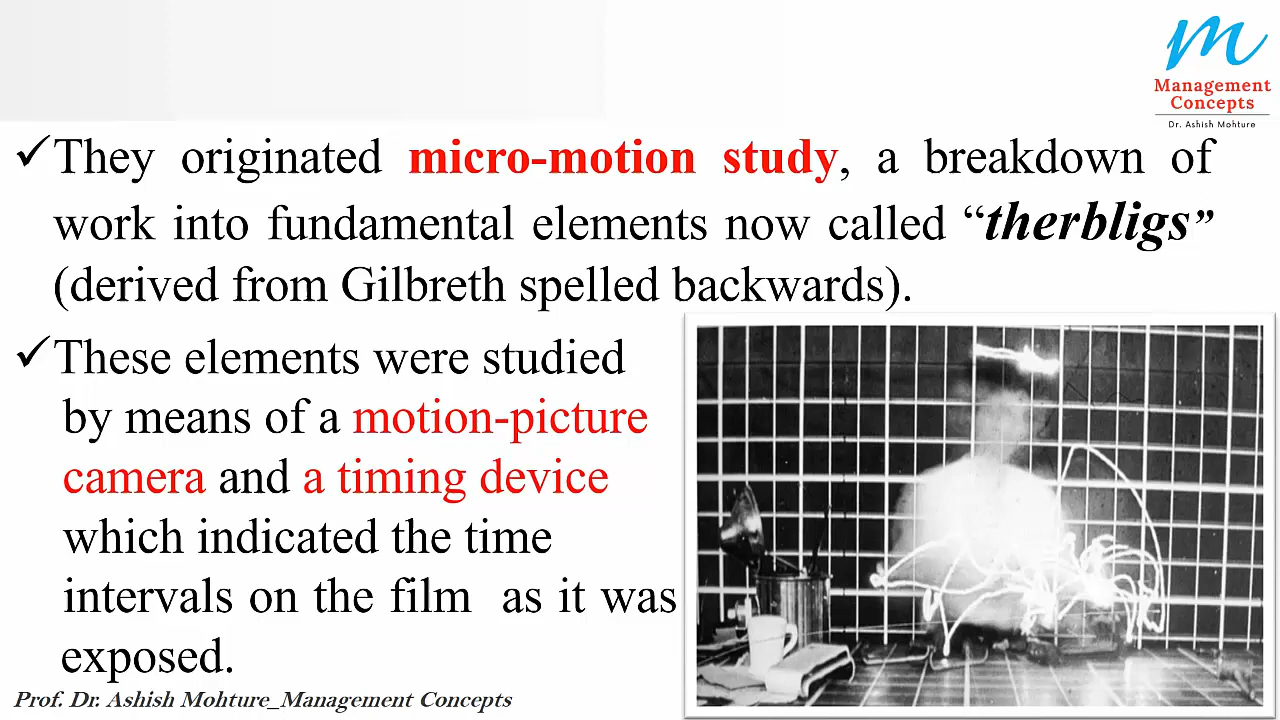 m
Management
Concepts
Dr. Ashish Mohture
✓They originated micro-motion study, a breakdown of
work into fundamental elements now called “therbligs”
(derived from Gilbreth spelled backwards).
✓These elements were studied
by means of a motion-picture
camera and a timing device
which indicated the time
intervals on the film as it was
exposed.
Prof. Dr. Ashish Mohture_Management Concepts